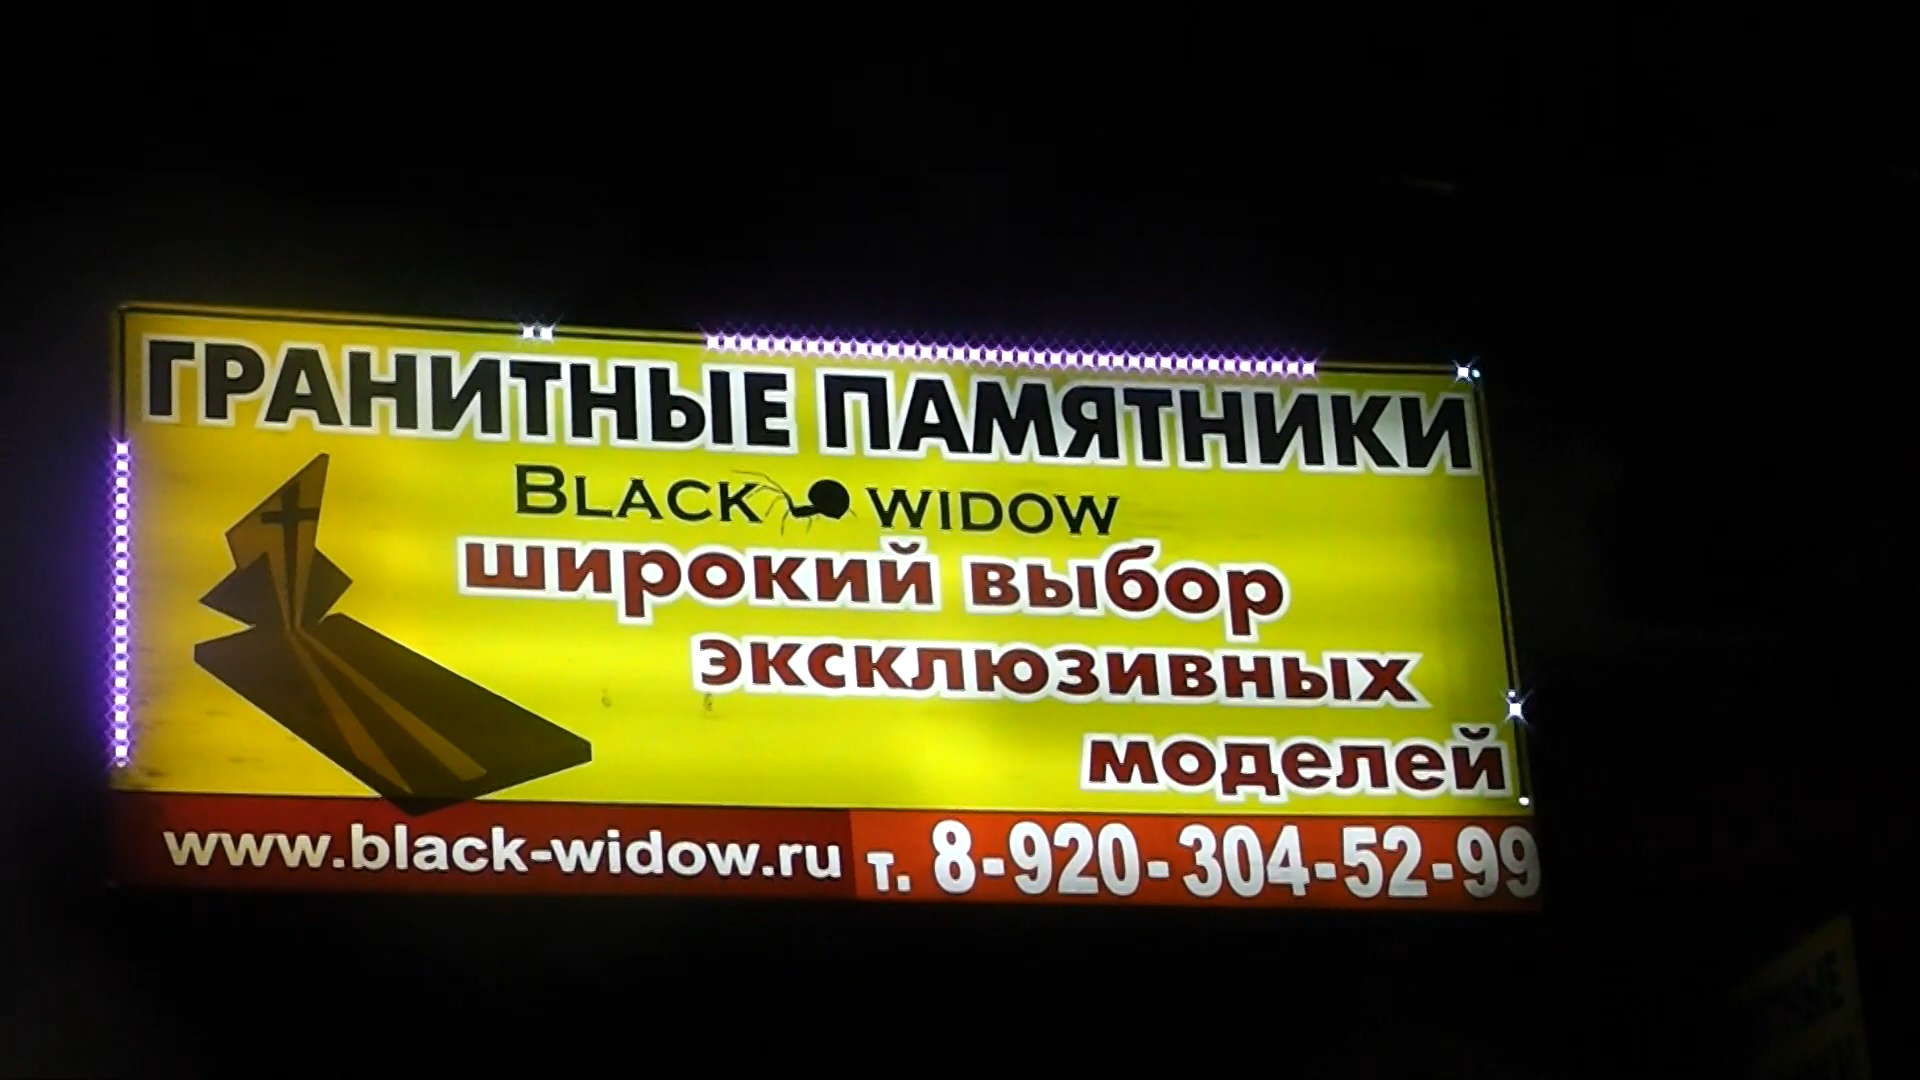 ГРАНИТНЫЕ ПАМЯТНИКИ
BLACK WIDOW
широкий выбор
эксклюзивных
моделей
www.black-widow.ru т. 8-920-304-52-99